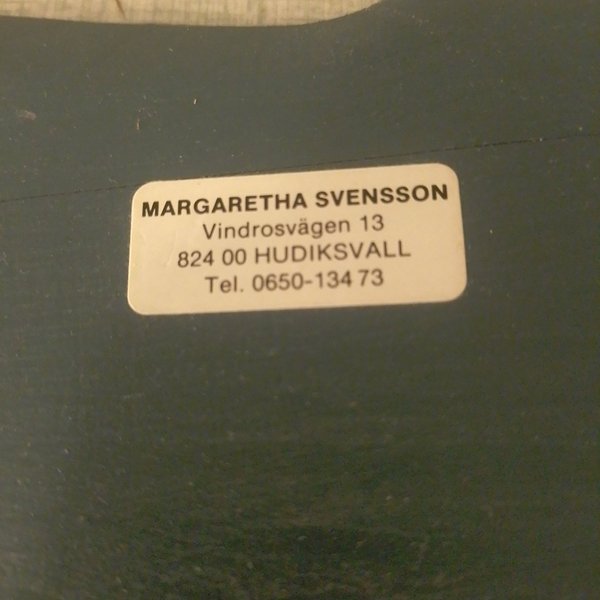 MARGARETHA SVENSSON
Vindrosvägen 13
824 00 HUDIKSVALL
Tel. 0650-134 73